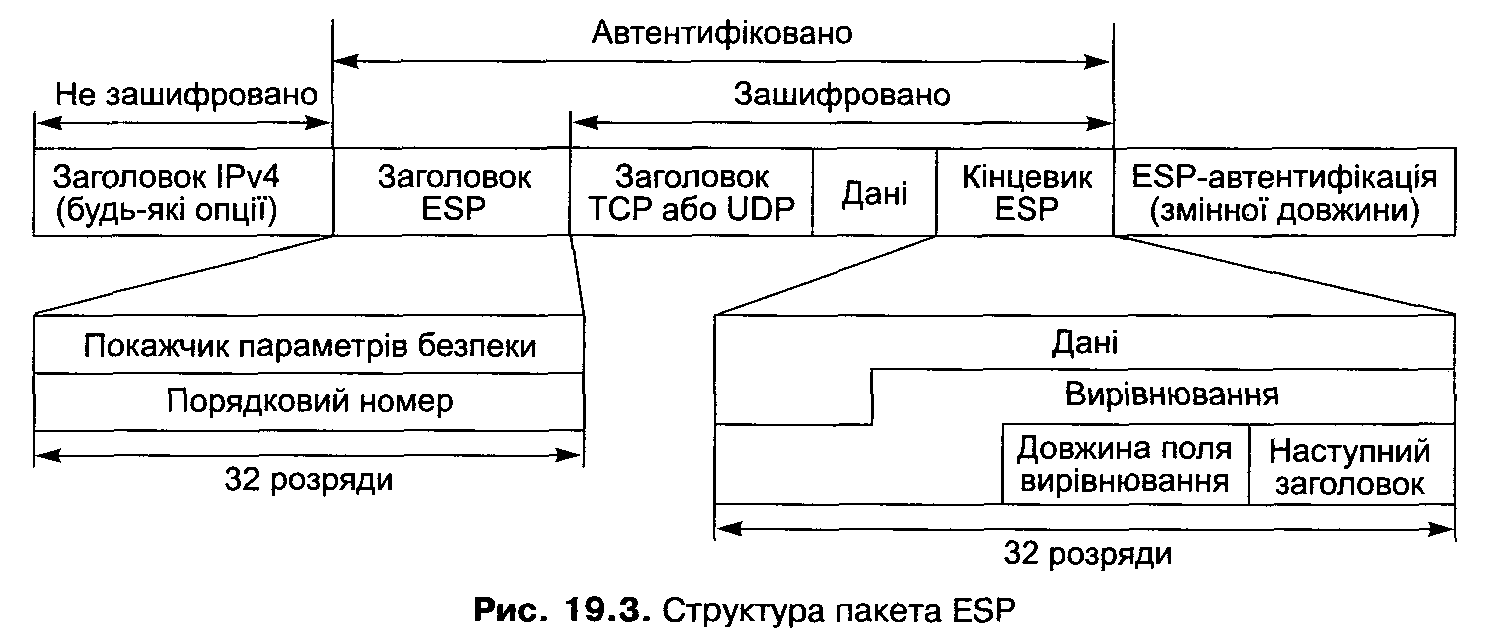 Автентифіковано
Не зашифровано
Зашифровано
Заголовок IPv4
(будь-які опції)
Заголовок
ESP
Заголовок
TCP або UDP
Дані
Кінцевик
ESP
ESP-автентифікація
(змінної довжини)
Покажчик параметрів безпеки
Порядковий номер
32 розряди
Дані
Вирівнювання
Довжина поля
вирівнювання
Наступний
заголовок
32 розряди
Рис. 19.3. Структура пакета ESP